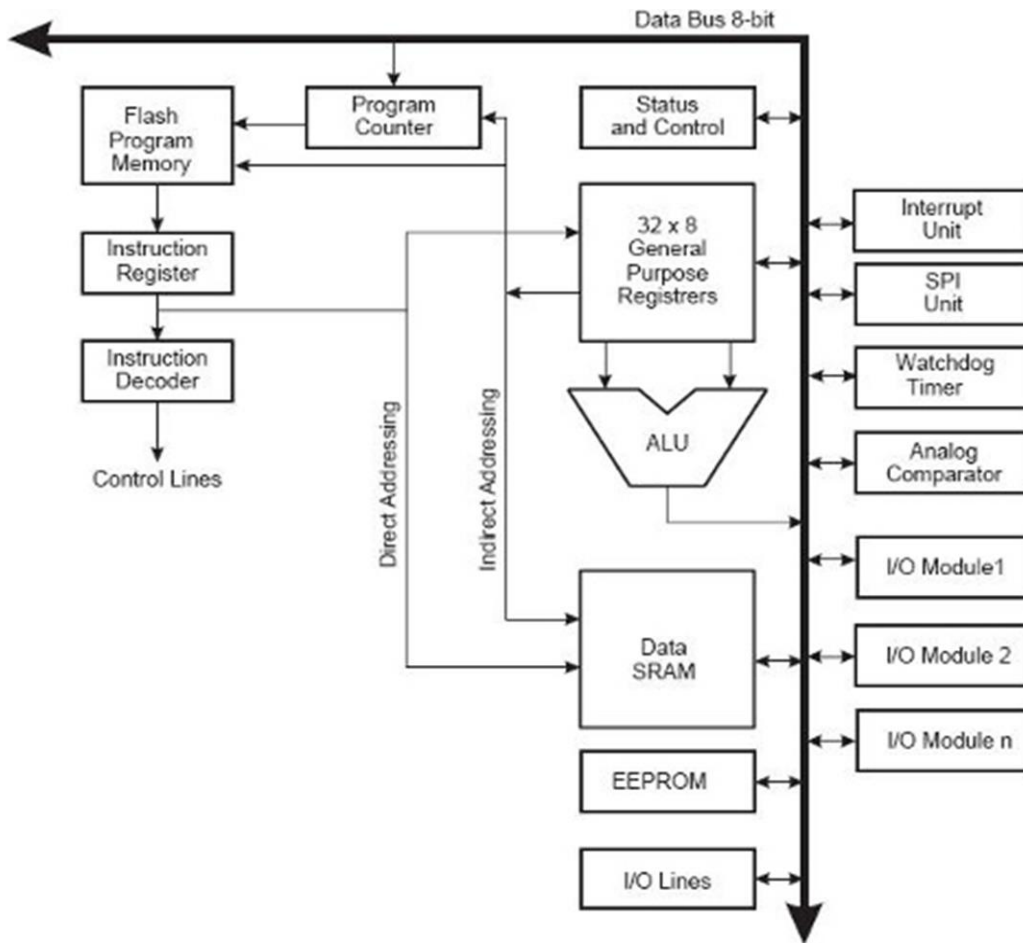 Data Bus 8-bit
Flash
Program
Memory
Program
Counter
Status
and Control
32 x 8
General
Purpose
Registrers
Interrupt
Unit
Instruction
Register
SPI
Unit
Instruction
Decoder
Watchdog
Timer
Direct Addressing
Indirect Addressing
ALU
Analog
Comparator
Control Lines
I/O Module1
Data
SRAM
I/O Module 2
I/O Module n
EEPROM
I/O Lines